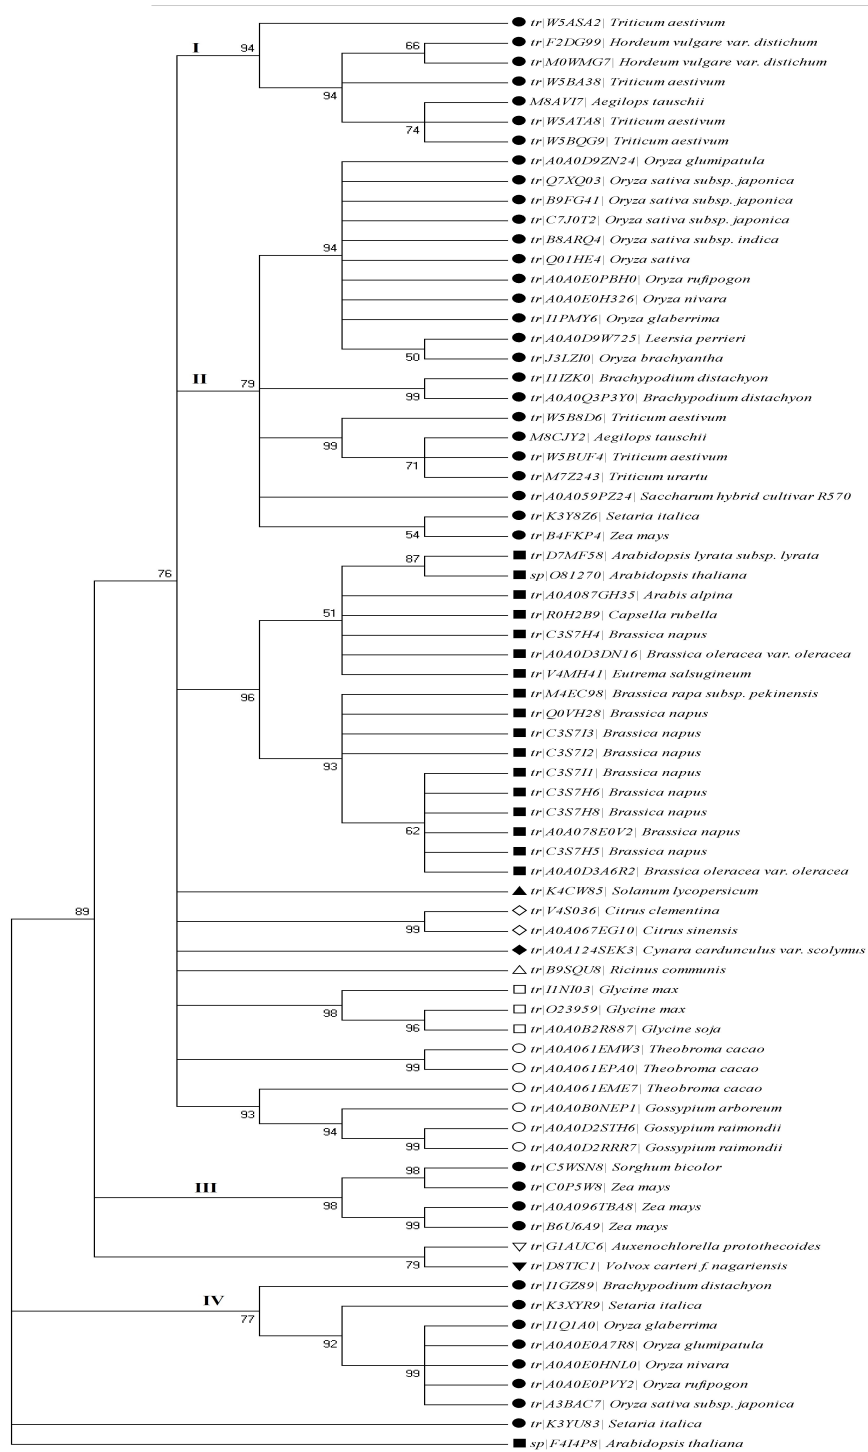 I
94
tr|W5ASA2| Triticum aestivum
66
tr|F2DG99| Hordeum vulgare var. distichum
tr|M0WMG7| Hordeum vulgare var. distichum
94
tr|W5BA38| Triticum aestivum
M8AVI7| Aegilops tauschii
tr|W5ATA8| Triticum aestivum
74
tr|W5BQG9| Triticum aestivum
tr|A0A0D9ZN24| Oryza glumipatula
tr|Q7XQ03| Oryza sativa subsp. japonica
tr|B9FG41| Oryza sativa subsp. japonica
tr|C7J0T2| Oryza sativa subsp. japonica
94
tr|B8ARQ4| Oryza sativa subsp. indica
tr|Q01HE4| Oryza sativa
tr|A0A0E0PBH0| Oryza rufipogon
tr|A0A0E0H326| Oryza nivara
tr|I1PMY6| Oryza glaberrima
tr|A0A0D9W725| Leersia perrieri
50
tr|J3LZI0| Oryza brachyantha
II
79
tr|I1IZK0| Brachypodium distachyon
99
tr|A0A0Q3P3Y0| Brachypodium distachyon
tr|W5B8D6| Triticum aestivum
99
M8CJY2| Aegilops tauschii
tr|W5BUF4| Triticum aestivum
71
tr|M7Z243| Triticum urartu
tr|A0A059PZ24| Saccharum hybrid cultivar R570
tr|K3Y8Z6| Setaria italica
54
tr|B4FKP4| Zea mays
87
tr|D7MF58| Arabidopsis lyrata subsp. lyrata
76
sp|O81270| Arabidopsis thaliana
tr|A0A087GH35| Arabis alpina
51
tr|R0H2B9| Capsella rubella
tr|C3S7H4| Brassica napus
tr|A0A0D3DN16| Brassica oleracea var. oleracea
tr|V4MH41| Eutrema salsugineum
96
tr|M4EC98| Brassica rapa subsp. pekinensis
tr|Q0VH28| Brassica napus
tr|C3S7I3| Brassica napus
tr|C3S7I2| Brassica napus
93
tr|C3S7I1| Brassica napus
tr|C3S7H6| Brassica napus
tr|C3S7H8| Brassica napus
62
tr|A0A078E0V2| Brassica napus
tr|C3S7H5| Brassica napus
tr|A0A0D3A6R2| Brassica oleracea var. oleracea
tr|K4CW85| Solanum lycopersicum
89
tr|V4S036| Citrus clementina
99
tr|A0A067EG10| Citrus sinensis
tr|A0A124SEK3| Cynara cardunculus var. scolymus
tr|B9SQU8| Ricinus communis
tr|I1NI03| Glycine max
98
tr|O23959| Glycine max
96
tr|A0A0B2R887| Glycine soja
tr|A0A061EMW3| Theobroma cacao
99
tr|A0A061EPA0| Theobroma cacao
tr|A0A061EME7| Theobroma cacao
93
tr|A0A0B0NEP1| Gossypium arboreum
94
tr|A0A0D2STH6| Gossypium raimondii
99
tr|A0A0D2RRR7| Gossypium raimondii
98
tr|C5WSN8| Sorghum bicolor
III
tr|C0P5W8| Zea mays
98
tr|A0A096TBA8| Zea mays
99
tr|B6U6A9| Zea mays
tr|G1AUC6| Auxenochlorella protothecoides
79
tr|D8TIC1| Volvox carteri f. nagariensis
tr|I1GZ89| Brachypodium distachyon
IV
77
tr|K3XYR9| Setaria italica
tr|I1Q1A0| Oryza glaberrima
92
tr|A0A0E0A7R8| Oryza glumipatula
tr|A0A0E0HNL0| Oryza nivara
99
tr|A0A0E0PVY2| Oryza rufipogon
tr|A3BAC7| Oryza sativa subsp. japonica
tr|K3YU83| Setaria italica
sp|F4I4P8| Arabidopsis thaliana